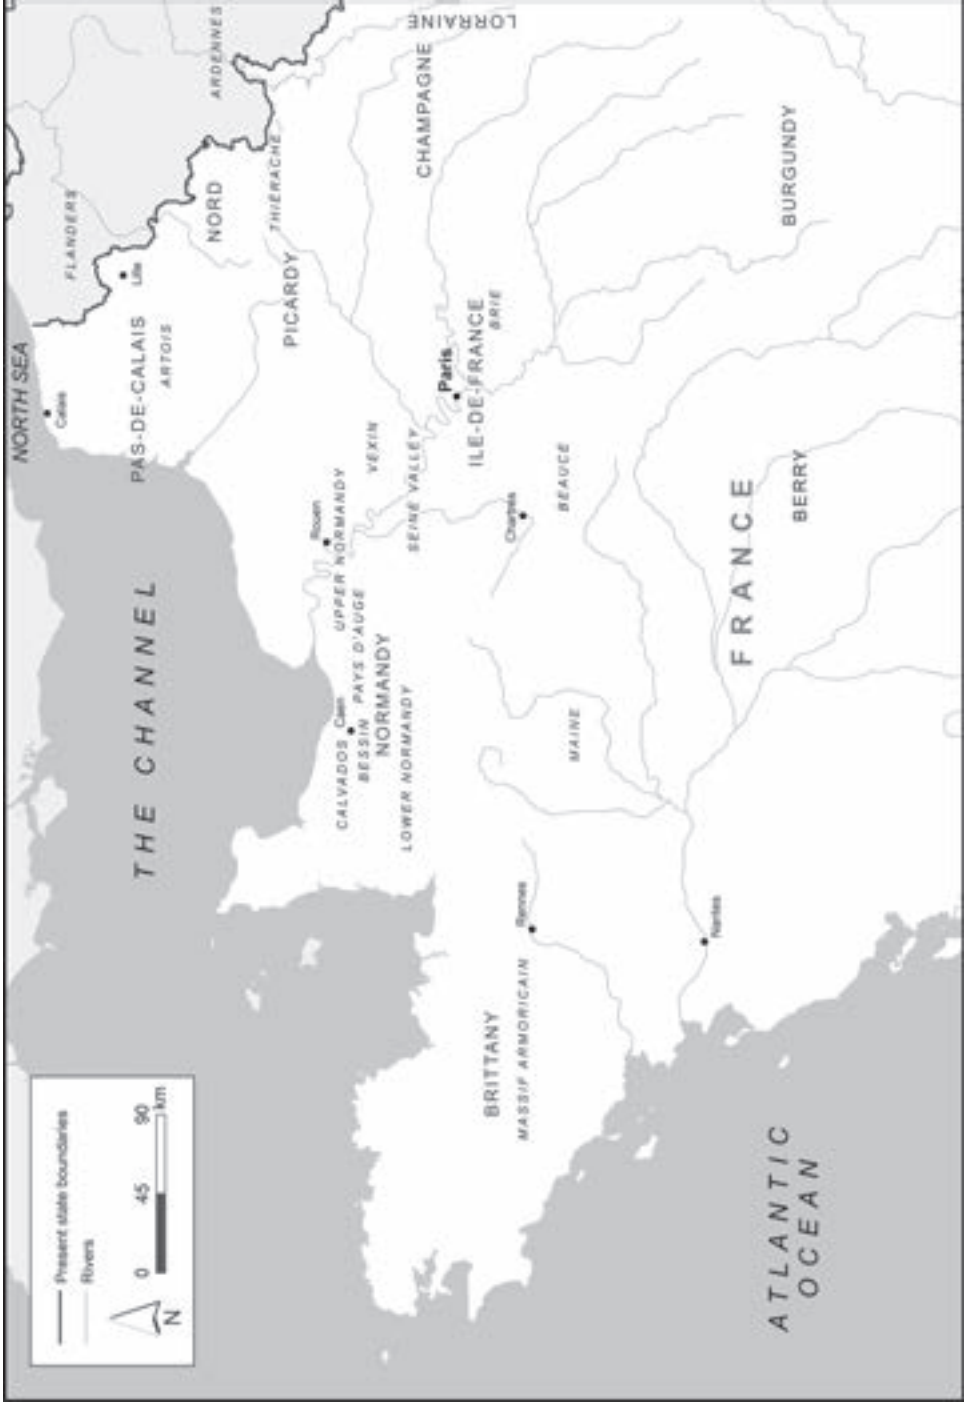 Present state boundaries
Rivers
0 45 90
km
N
NORTH SEA
THE CHANNEL
ATLANTIC
OCEAN
FLANDERS
ARDENNES
Lille
Calais
NORD
PAS-DE-CALAIS
ARTOIS
THIÉRACHE
PICARDY
LORRAINE
CHAMPAGNE
Rouen
UPPER NORMANDY
VEXIN
SEINE VALLEY
Paris
ILE-DE-FRANCE
BRIE
CALVADOS
Caen
BESSIN
PAYS D'AUGE
NORMANDY
LOWER NORMANDY
Chartres
BEAUCE
MAINE
BRITTANY
MASSIF ARMORICAIN
Rennes
Nantes
FRANCE
BERRY
BURGUNDY